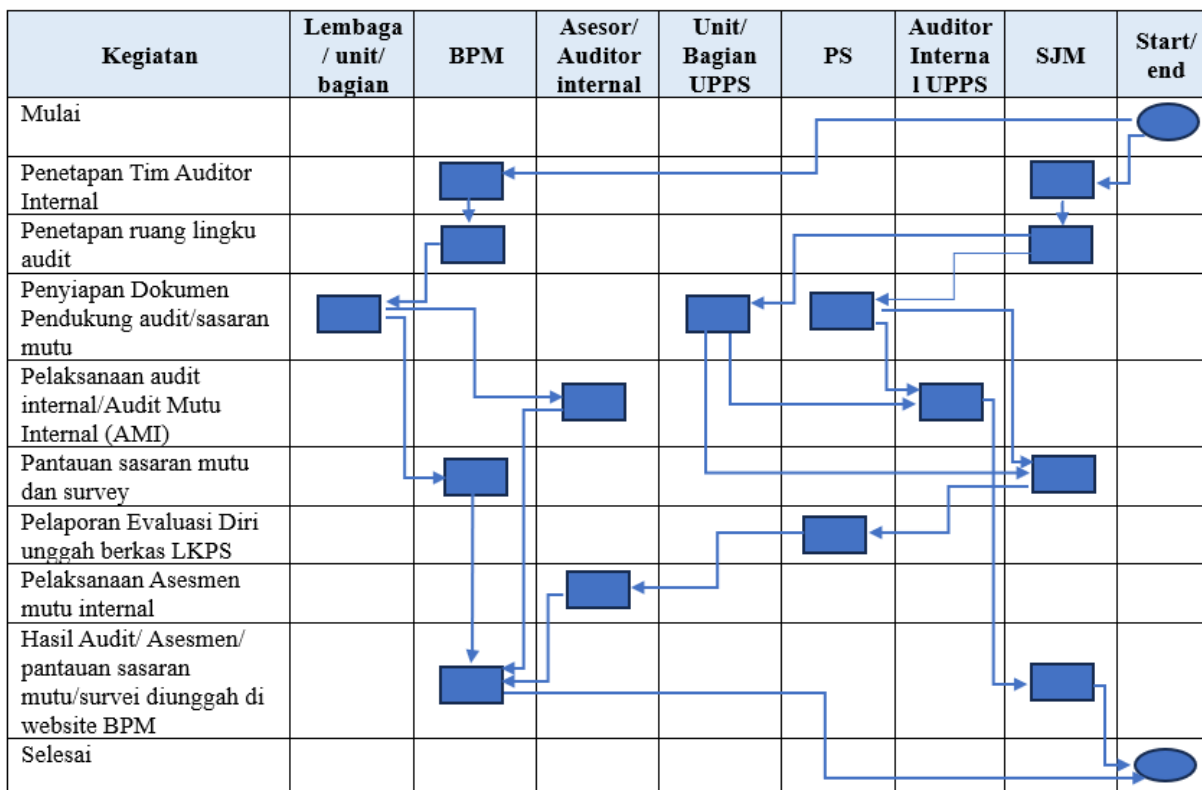 Kegiatan
Lembaga
/ unit/
bagian
BPM
Asesor/
Auditor
internal
Unit/
Bagian
UPPS
PS
Auditor
Interna
l UPPS
SJM
Start/
end
Mulai
Penetapan Tim Auditor
Internal
Penetapan ruang lingku
audit
Penyiapan Dokumen
Pendukung audit/sasaran
mutu
Pelaksanaan audit
internal/Audit Mutu
Internal (AMI)
Pantauan sasaran mutu
dan survey
Pelaporan Evaluasi Diri
unggah berkas LKPS
Pelaksanaan Asesmen
mutu internal
Hasil Audit/ Asesmen/
pantauan sasaran
mutu/survei diunggah di
website BPM
Selesai